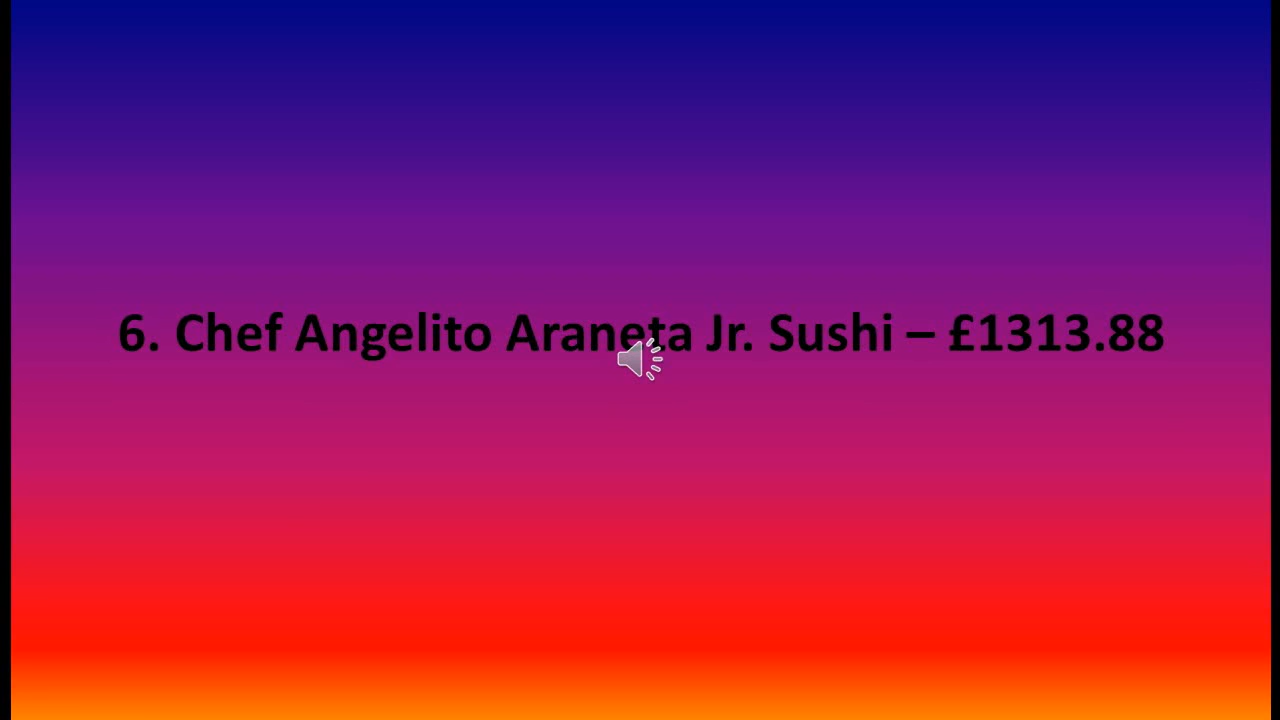 6. Chef Angelito Araneta Jr. Sushi – £1313.88